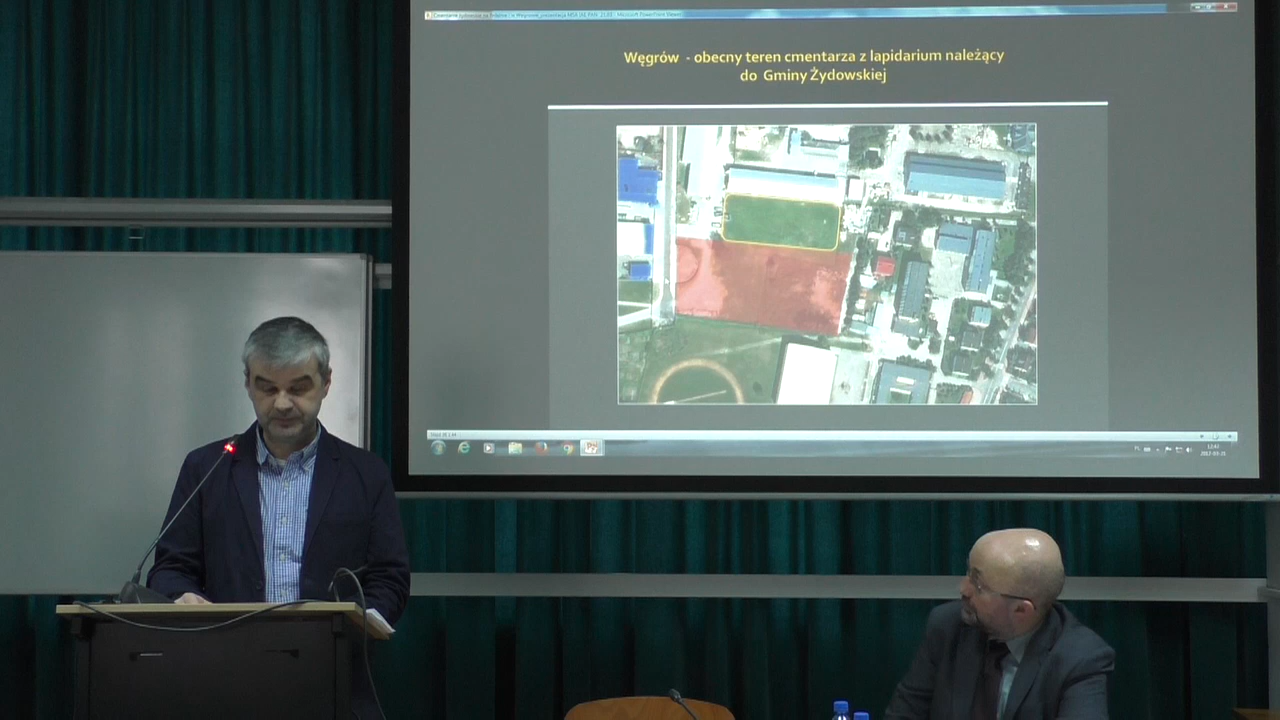 Węgrów - obecny teren cmentarza z lapidarium należący
do Gminy Żydowskiej